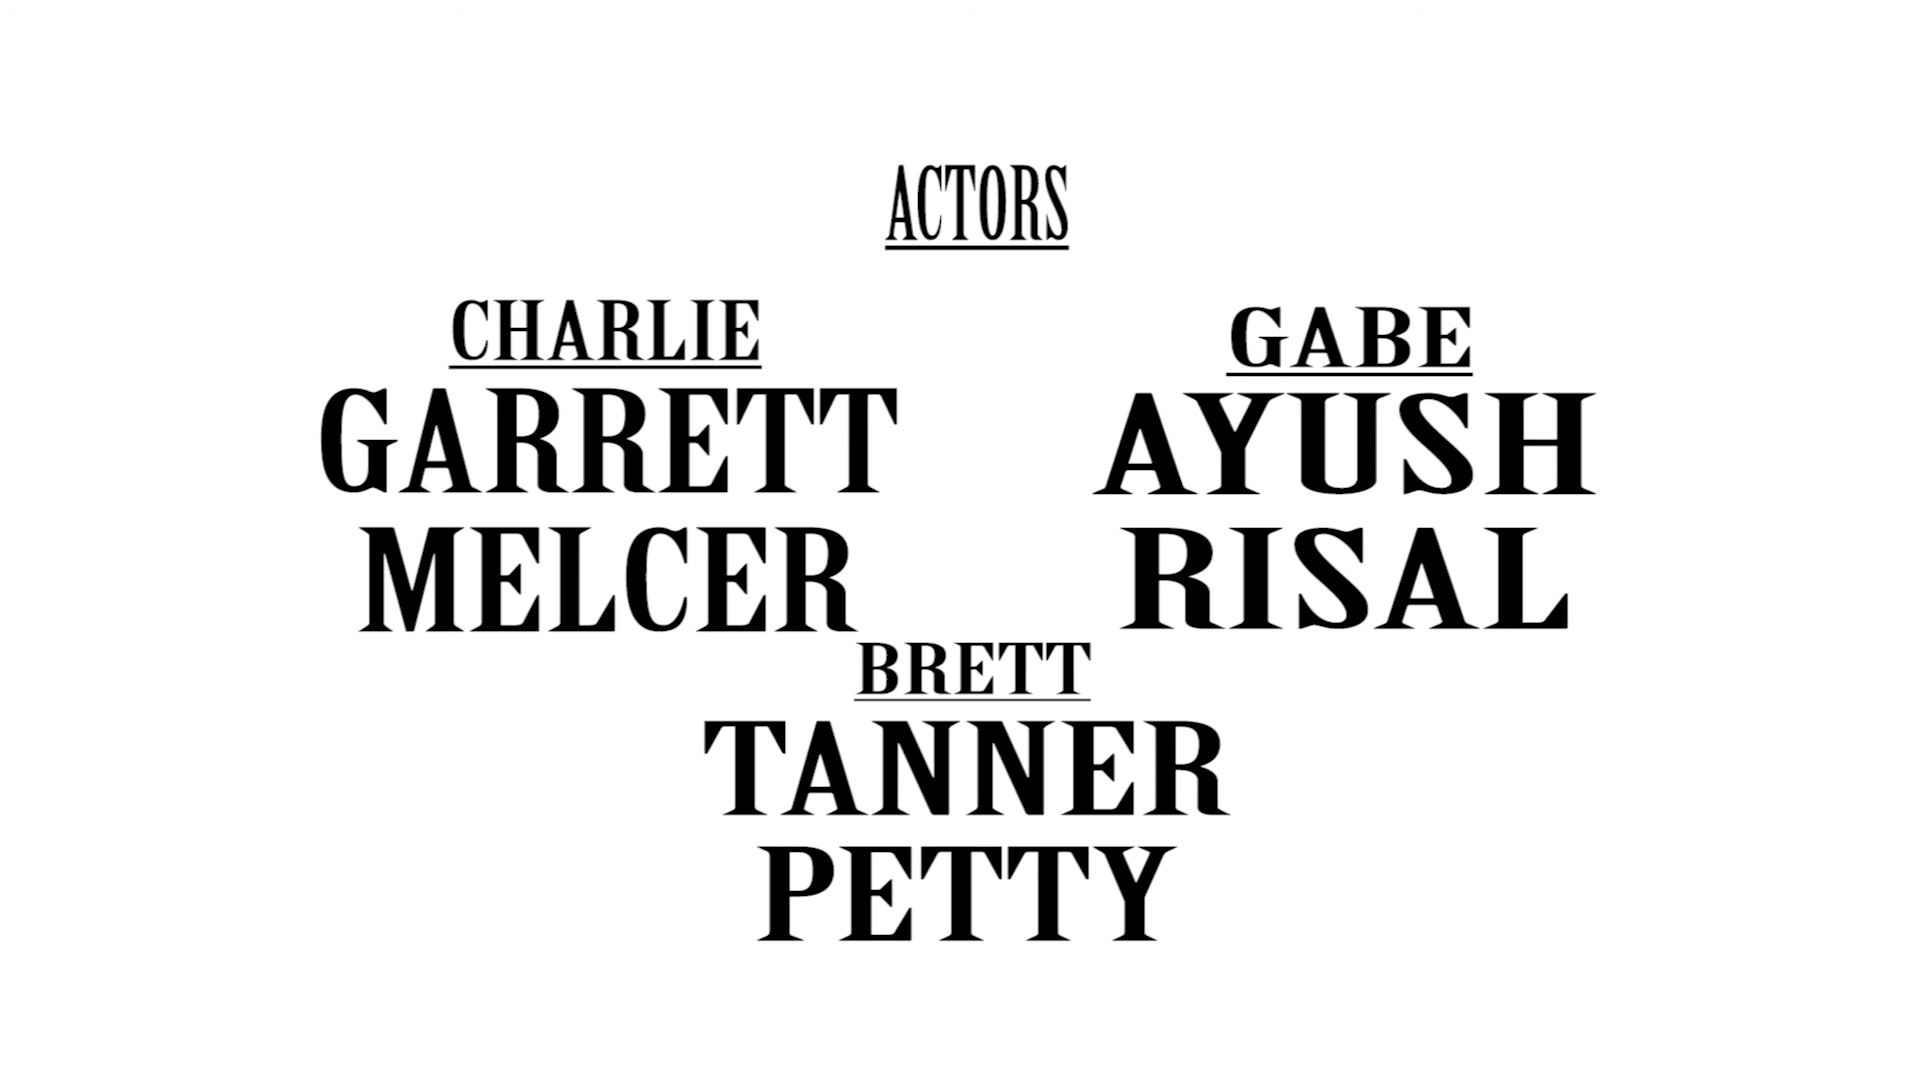 ACTORS
CHARLIE
GARRETT
MELCER
GABE
AYUSH
RISAL
BRETT
TANNER
PETTY